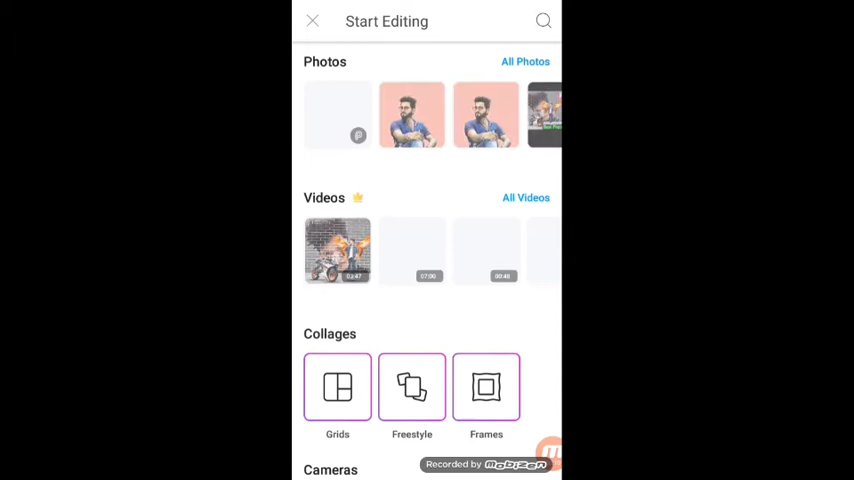 Start Editing
Photos
All Photos
Videos
All Videos
03:47
07:00
00:46
Collages
Grids
Freestyle
Frames
Cameras
Recorded by mobizen